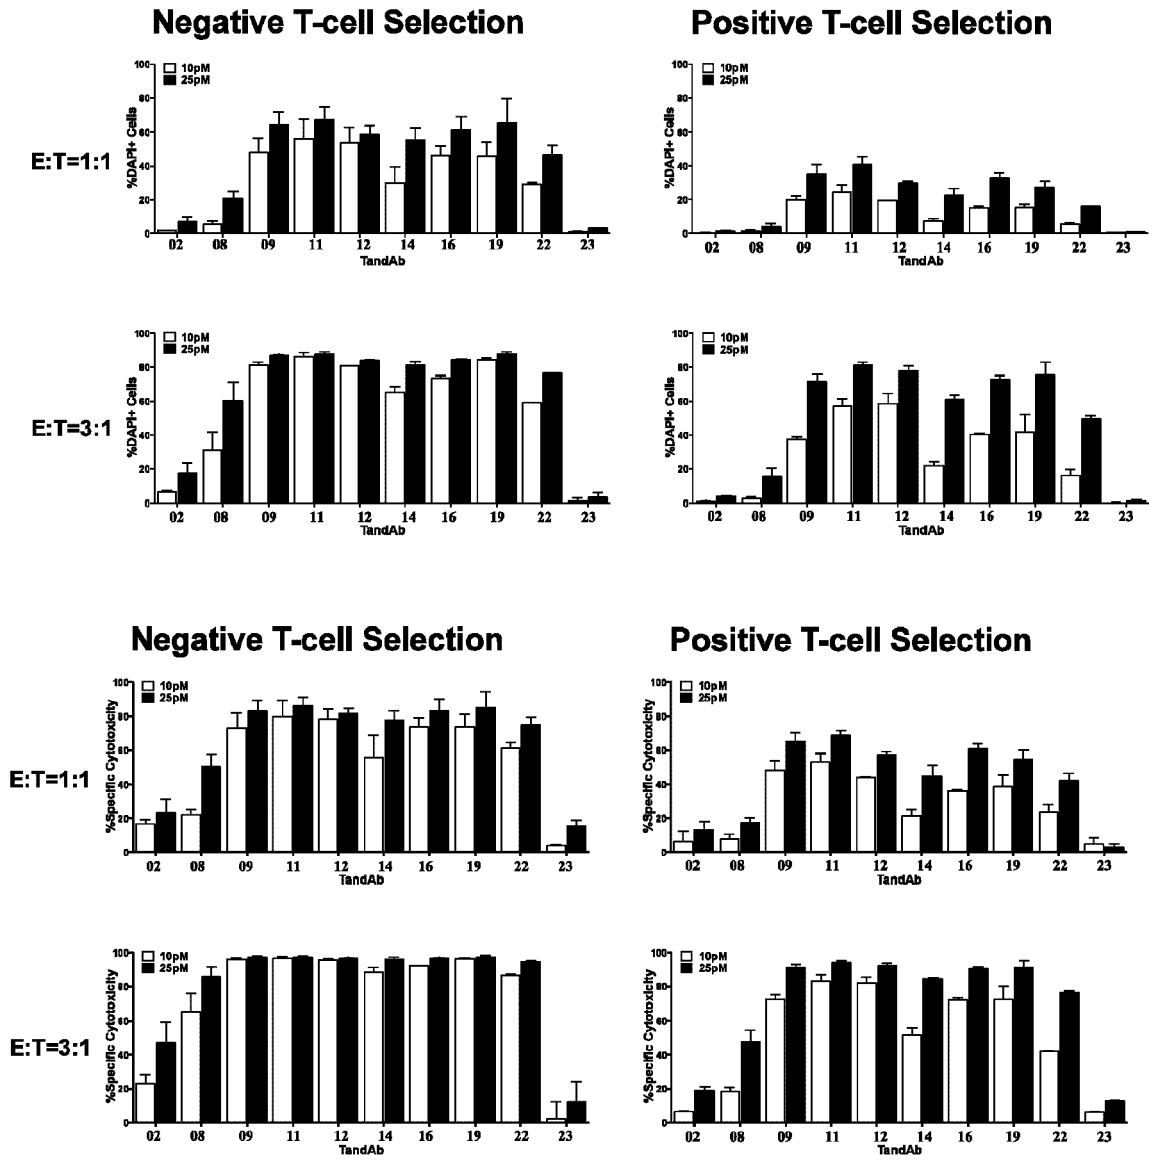 Negative T-cell Selection
Positive T-cell Selection
E:T=1:1
%DAPI+ Cells
100
80
60
40
20
0
10pM
25pM
02 08 09 11 12 14 16 19 22 23
TandAb
%DAPI+ Cells
100
80
60
40
20
0
10pM
25pM
02 08 09 11 12 14 16 19 22 23
TandAb
E:T=3:1
%DAPI+ Cells
100
80
60
40
20
0
10pM
25pM
02 08 09 11 12 14 16 19 22 23
TandAb
%DAPI+ Cells
100
80
60
40
20
0
10pM
25pM
02 08 09 11 12 14 16 19 22 23
TandAb
Negative T-cell Selection
Positive T-cell Selection
E:T=1:1
%Specific Cytotoxicity
100
80
60
40
20
0
10pM
25pM
02 08 09 11 12 14 16 19 22 23
TandAb
%Specific Cytotoxicity
100
80
60
40
20
0
10pM
25pM
02 08 09 11 12 14 16 19 22 23
TandAb
E:T=3:1
%Specific Cytotoxicity
100
80
60
40
20
0
10pM
25pM
02 08 09 11 12 14 16 19 22 23
TandAb
%Specific Cytotoxicity
100
80
60
40
20
0
10pM
25pM
02 08 09 11 12 14 16 19 22 23
TandAb